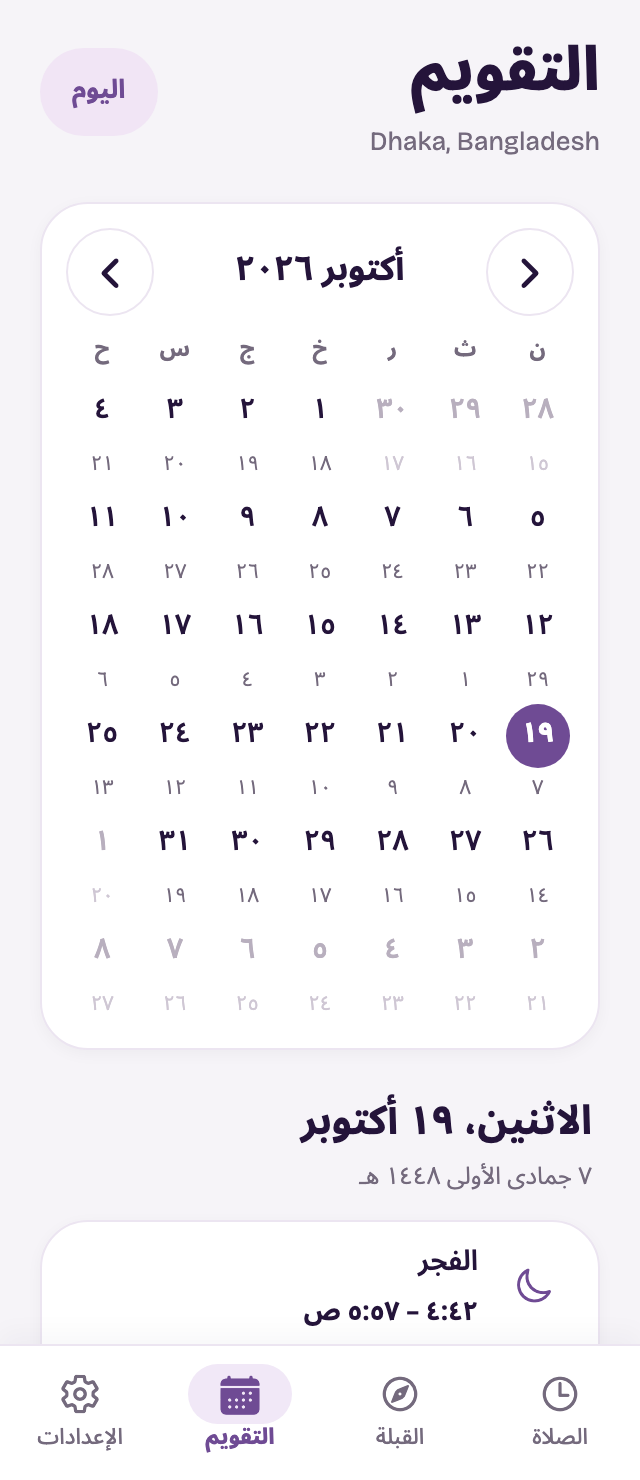 التقويم
اليوم
Dhaka, Bangladesh
أكتوبر ٢٠٢٦
ن ث ر خ ج س ح
٢٨ ٢٩ ٣٠ ١ ٢ ٣ ٤
١٥ ١٦ ١٧ ١٨ ١٩ ٢٠ ٢١
٥ ٦ ٧ ٨ ٩ ١٠ ١١
٢٢ ٢٣ ٢٤ ٢٥ ٢٦ ٢٧ ٢٨
١٢ ١٣ ١٤ ١٥ ١٦ ١٧ ١٨
٢٩ ١ ٢ ٣ ٤ ٥ ٦
١٩ ٢٠ ٢١ ٢٢ ٢٣ ٢٤ ٢٥
٧ ٨ ٩ ١٠ ١١ ١٢ ١٣
٢٦ ٢٧ ٢٨ ٢٩ ٣٠ ٣١ ١
١٤ ١٥ ١٦ ١٧ ١٨ ١٩ ٢٠
٢ ٣ ٤ ٥ ٦ ٧ ٨
٢١ ٢٢ ٢٣ ٢٤ ٢٥ ٢٦ ٢٧
الاثنين، ١٩ أكتوبر
٧ جمادى الأولى ١٤٤٨ هـ
الفجر
٤:٤٢ – ٥:٥٧ ص
الصلاة القبلة التقويم الإعدادات